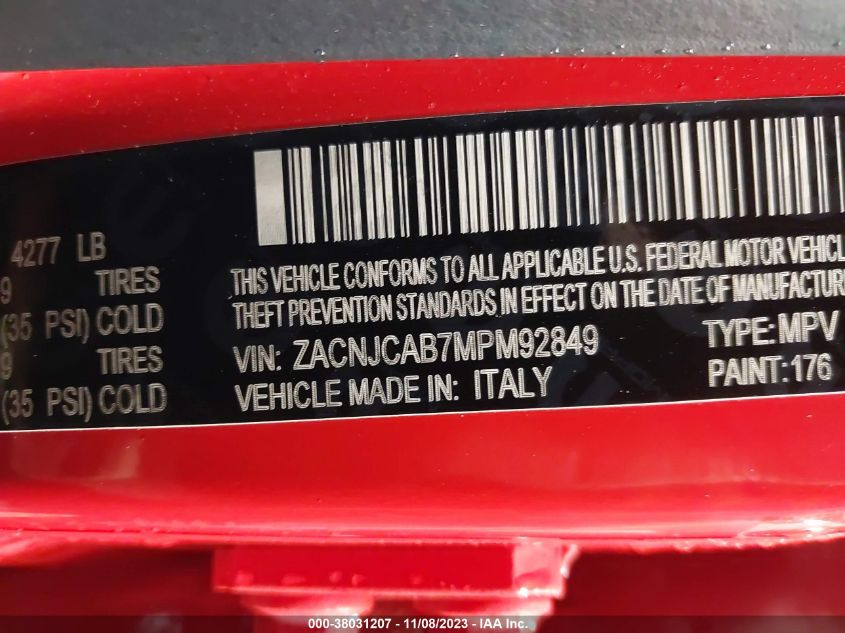 4277 LB
9 TIRES
(35 PSI) COLD
9 TIRES
(35 PSI) COLD
THIS VEHICLE CONFORMS TO ALL APPLICABLE U.S. FEDERAL MOTOR VEHICL
THEFT PREVENTION STANDARDS IN EFFECT ON THE DATE OF MANUFACTURE
VIN: ZACNJCAB7MPM92849 TYPE: MPV
VEHICLE MADE IN: ITALY PAINT: 176
000-38031207 - 11/08/2023 - IAA Inc.